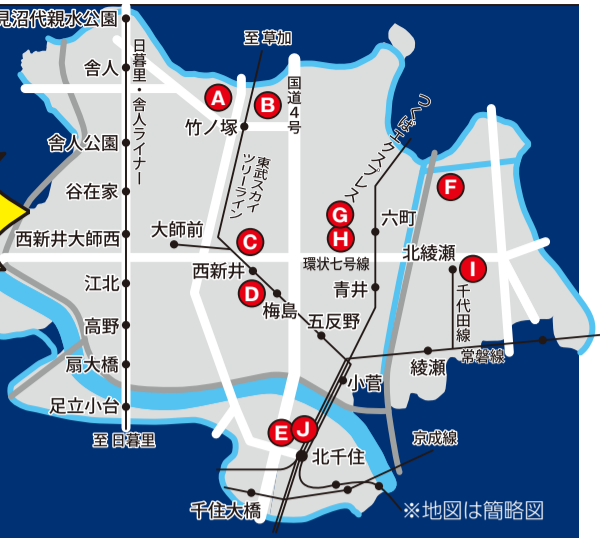 見沼代親水公園
舎人
舎人公園
谷在家
西新井大師西
江北
高野
扇大橋
足立小台
至 日暮里
日暮里・舎人ライナー
至 草加
A
B
竹ノ塚
国道4号
東武スカイ
ツリーライン
大師前
C
西新井
D
梅島
五反野
つくばエクスプレス
G
H
環状七号線
六町
青井
F
北綾瀬
I
千代田線
綾瀬
常磐線
小菅
E
J
北千住
千住大橋
京成線
※地図は簡略図